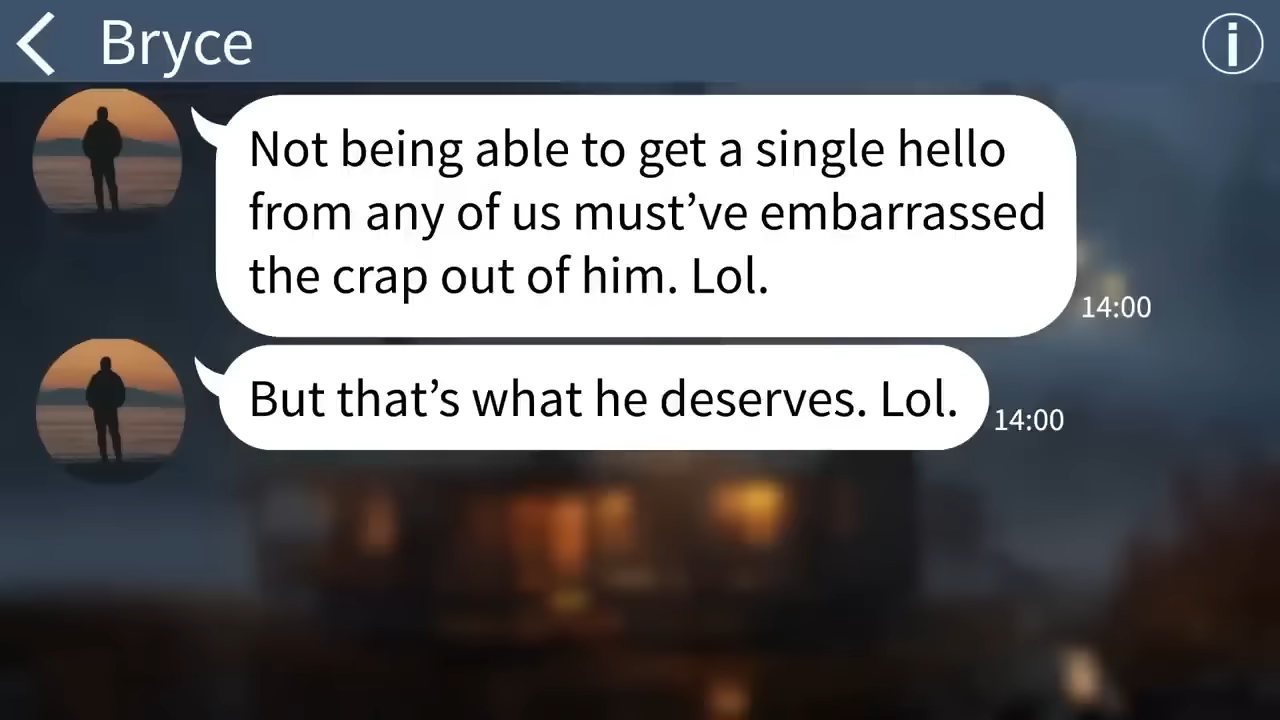 Bryce
Not being able to get a single hello
from any of us must’ve embarrassed
the crap out of him. Lol.
14:00
But that’s what he deserves. Lol.
14:00